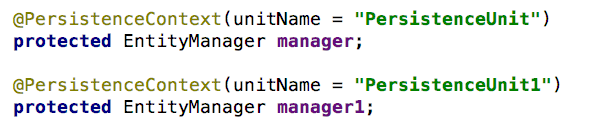 @PersistenceContext(unitName = "PersistenceUnit")
protected EntityManager manager;
@PersistenceContext(unitName = "PersistenceUnit1")
protected EntityManager manager1;